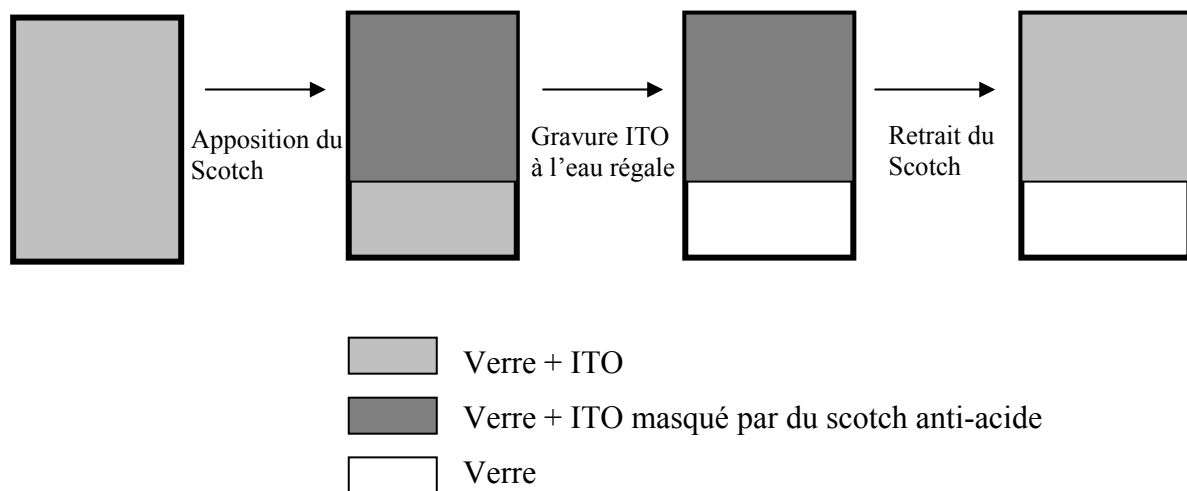 Apposition du
Scotch
Gravure ITO
à l'eau régale
Retrait du
Scotch
Verre + ITO
Verre + ITO masqué par du scotch anti-acide
Verre